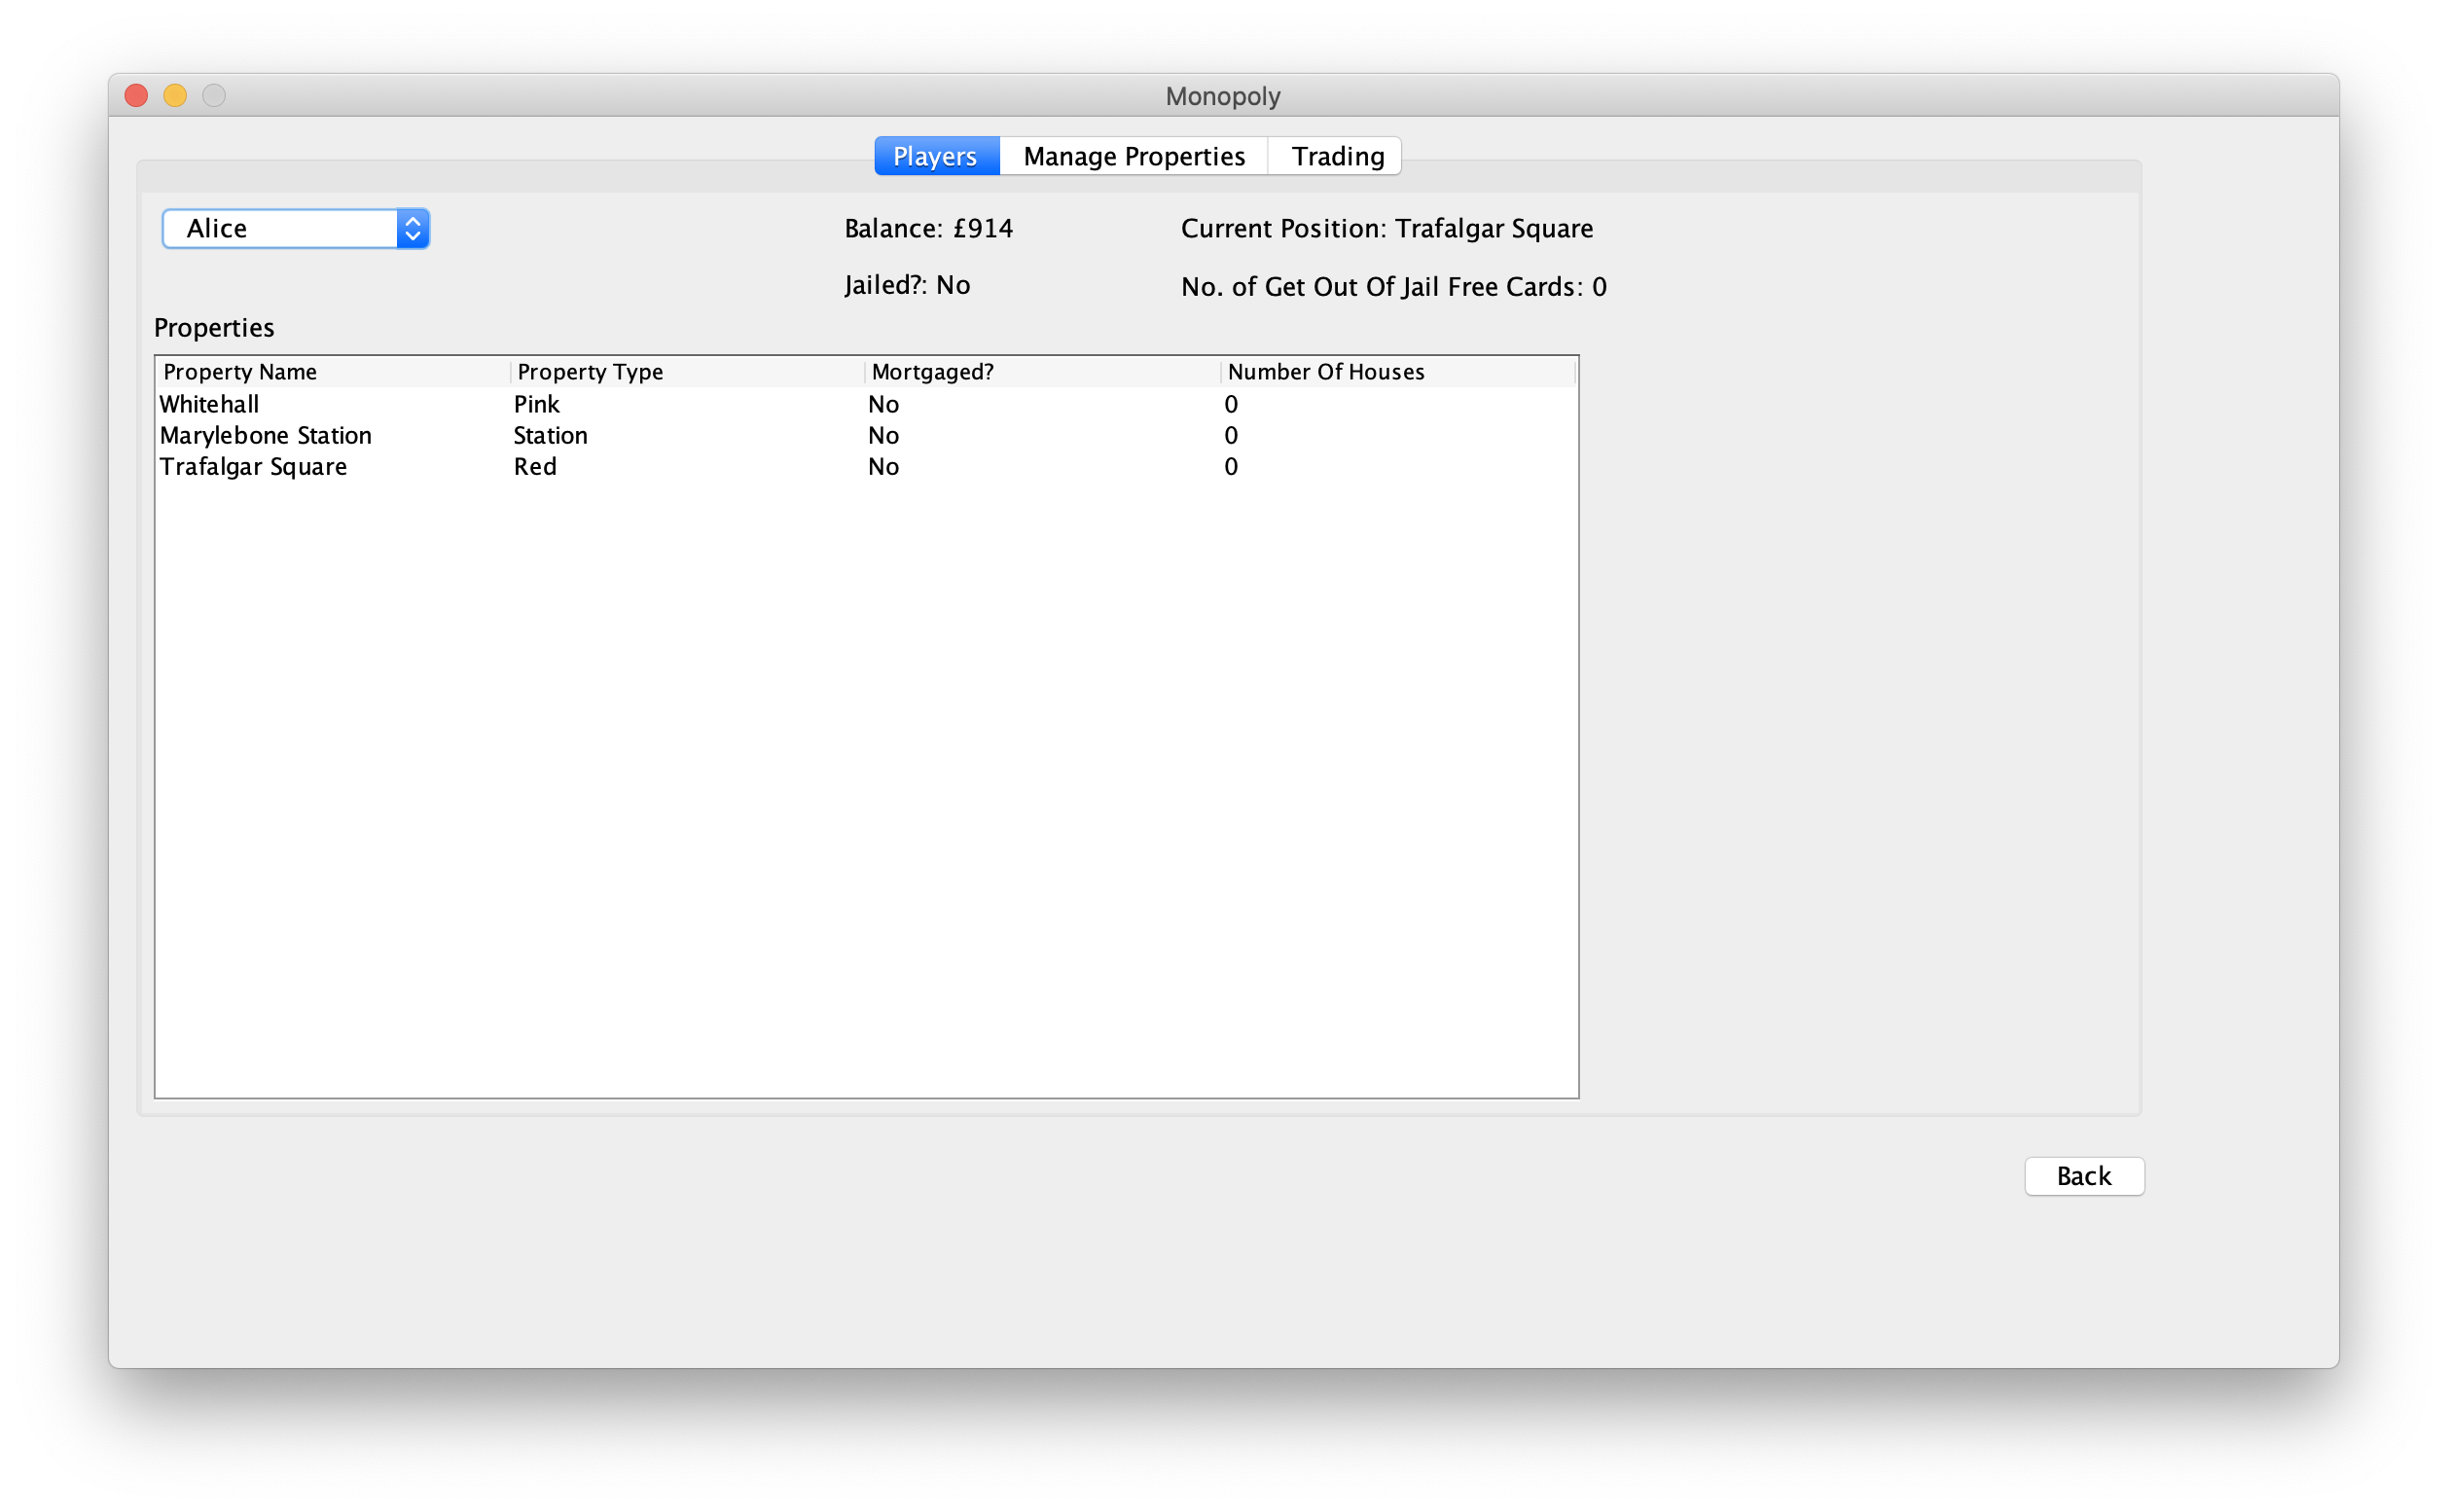 Monopoly
Players Manage Properties Trading
Alice Balance: £914 Current Position: Trafalgar Square
Jailed?: No No. of Get Out Of Jail Free Cards: 0
Properties
Property Name Property Type Mortgaged? Number Of Houses
Whitehall Pink No 0
Marylebone Station Station No 0
Trafalgar Square Red No 0
Back